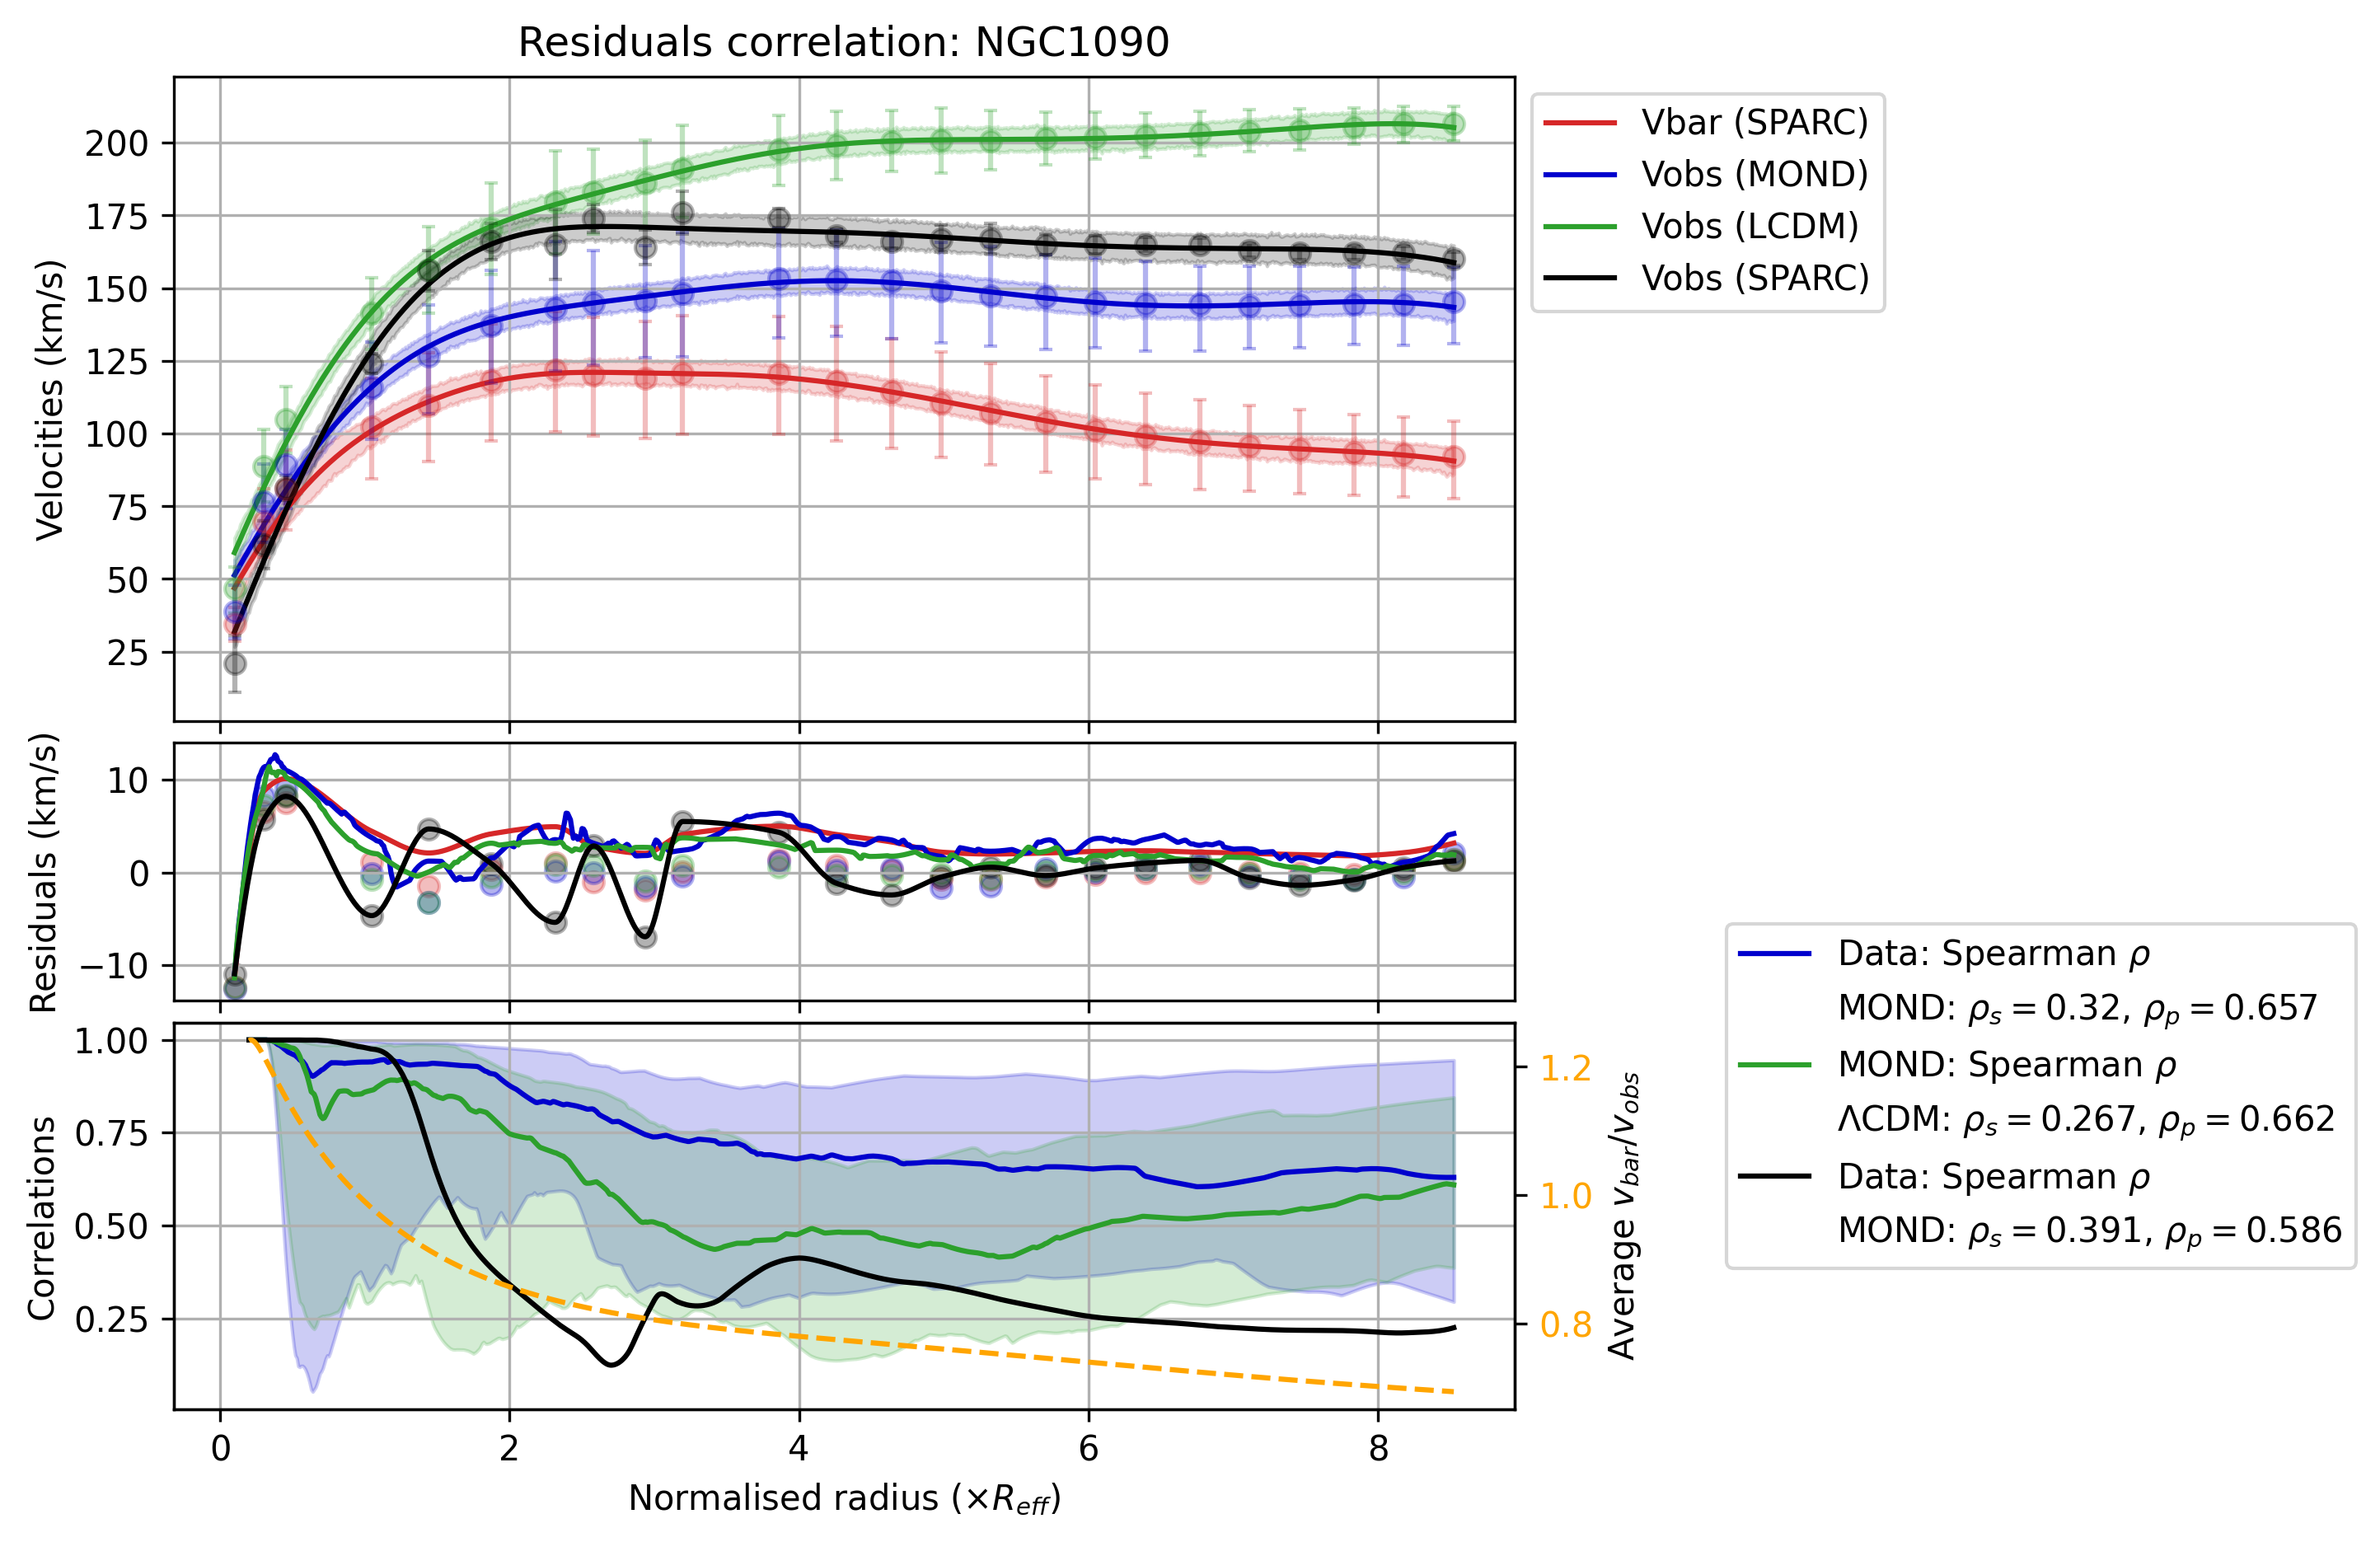 Residuals correlation: NGC1090
Velocities (km/s)
200
175
150
125
100
75
50
25
Vbar (SPARC)
Vobs (MOND)
Vobs (LCDM)
Vobs (SPARC)
Residuals (km/s)
10
0
−10
Correlations
1.00
0.75
0.50
0.25
1.2
1.0
0.8
Average v_bar/v_obs
0 2 4 6 8
Normalised radius (×R_eff)
Data: Spearman ρ
MOND: ρ_s = 0.32, ρ_p = 0.657
MOND: Spearman ρ
ΛCDM: ρ_s = 0.267, ρ_p = 0.662
Data: Spearman ρ
MOND: ρ_s = 0.391, ρ_p = 0.586